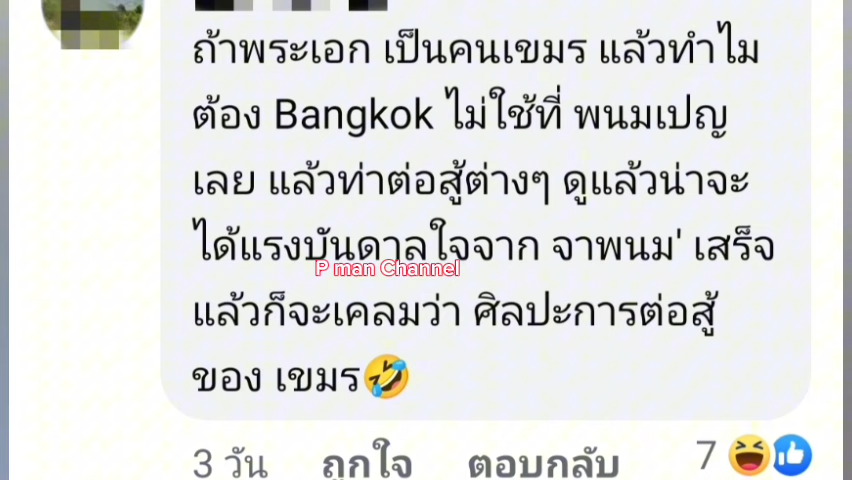 ถ้าพระเอก เป็นคนเขมร แล้วทำไม
ต้อง Bangkok ไม่ใช้ที่ พนมเปญ
เลย แล้วท่าต่อสู้ต่างๆ ดูแล้วน่าจะ
ได้แรงบันดาลใจจาก จาพนม' เสร็จ
P man Channel
แล้วก็จะเคลมว่า ศิลปะการต่อสู้
ของ เขมร🤣
3 วัน ถูกใจ ตอบกลับ 7